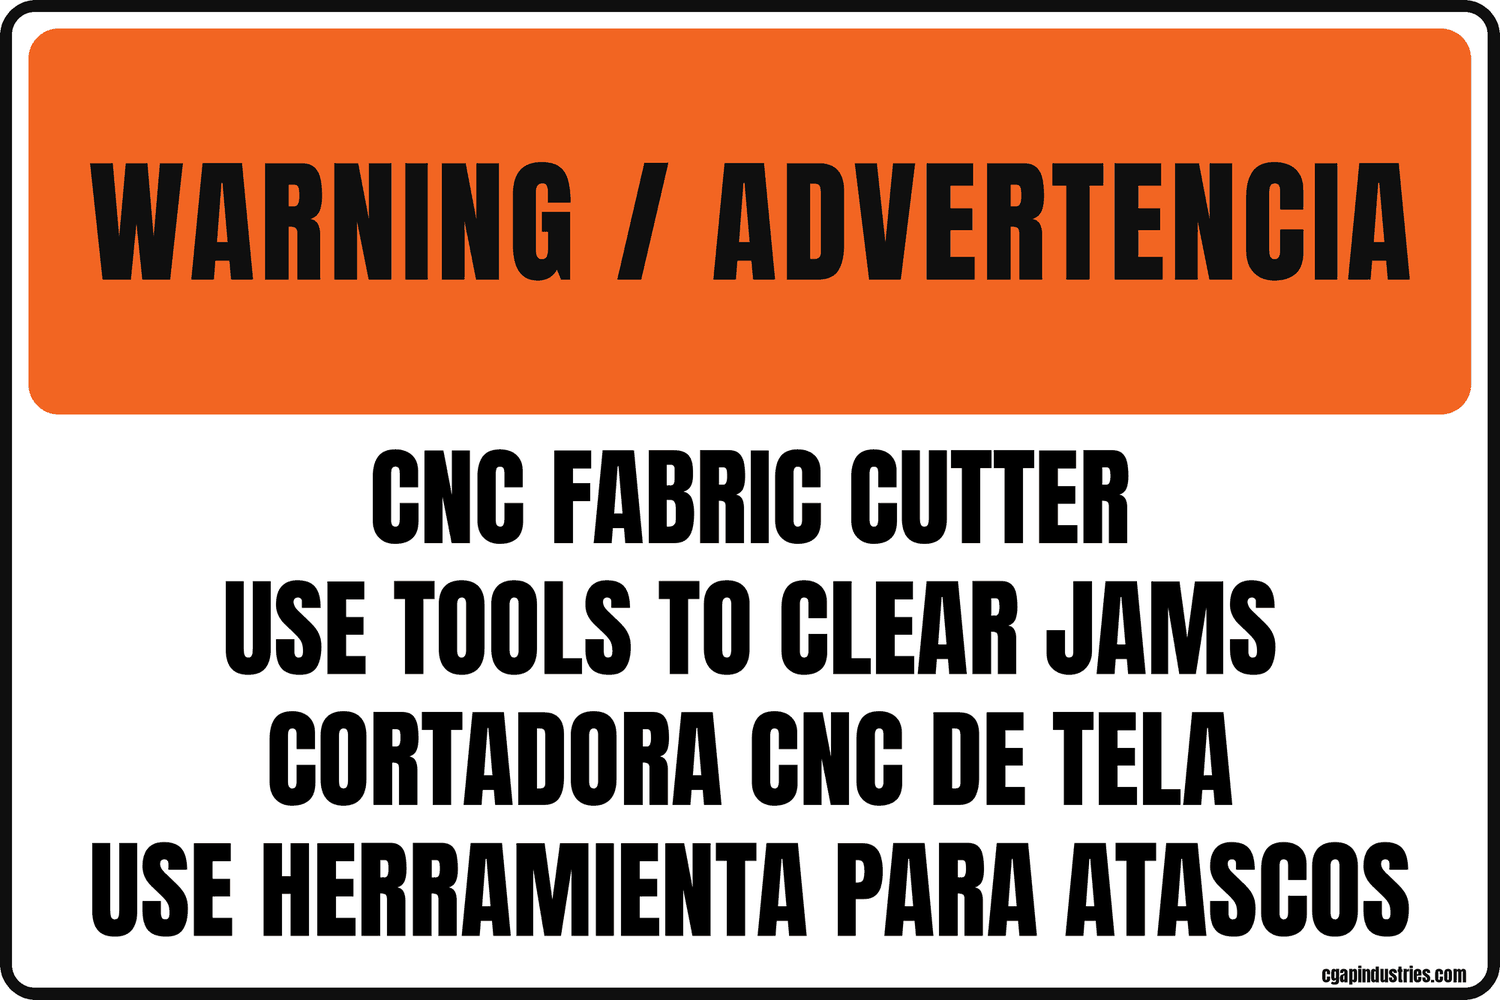 WARNING / ADVERTENCIA
CNC FABRIC CUTTER
USE TOOLS TO CLEAR JAMS
CORTADORA CNC DE TELA
USE HERRAMIENTA PARA ATASCOS
cgapindustries.com